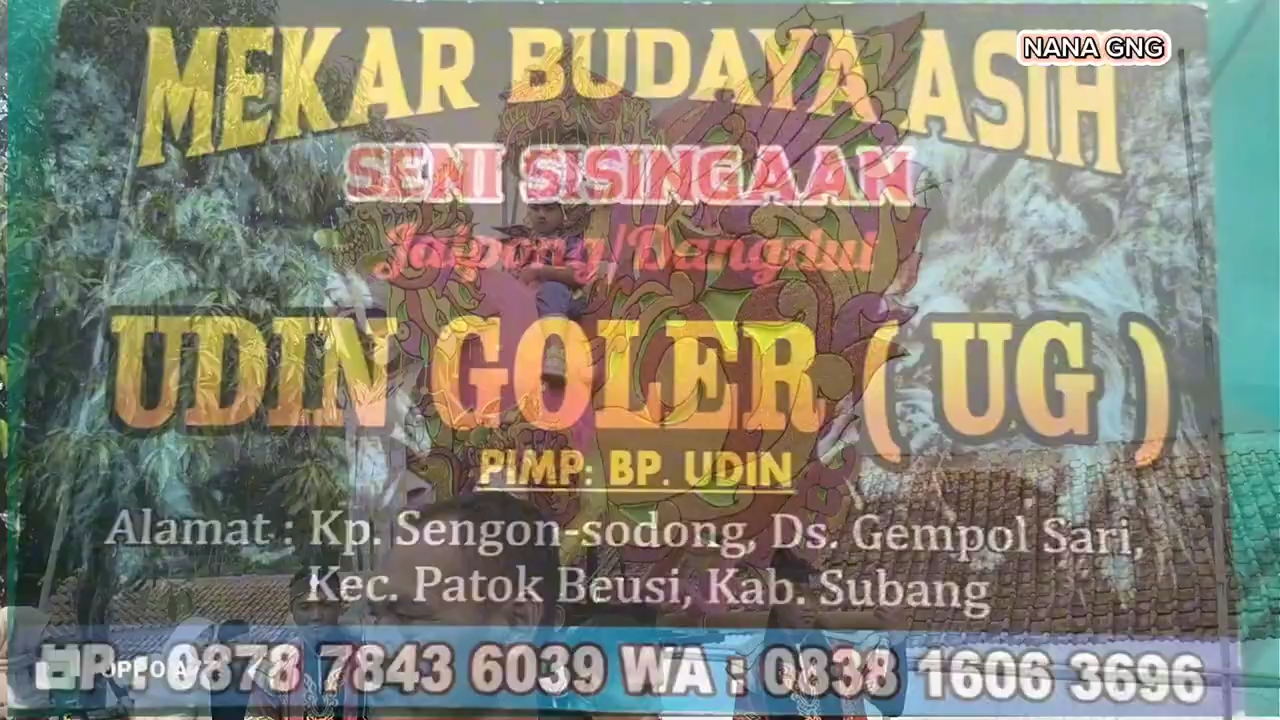 NANA GNG
MEKAR BUDAYA ASIH
SENI SISINGAAN
Jaipong/Dangdut
UDIN GOLER ( UG )
PIMP: BP. UDIN
Alamat : Kp. Sengon-sodong, Ds. Gempol Sari,
Kec. Patok Beusi, Kab. Subang
HP. 0878 7843 6039 WA : 0838 1606 3696
OPPO